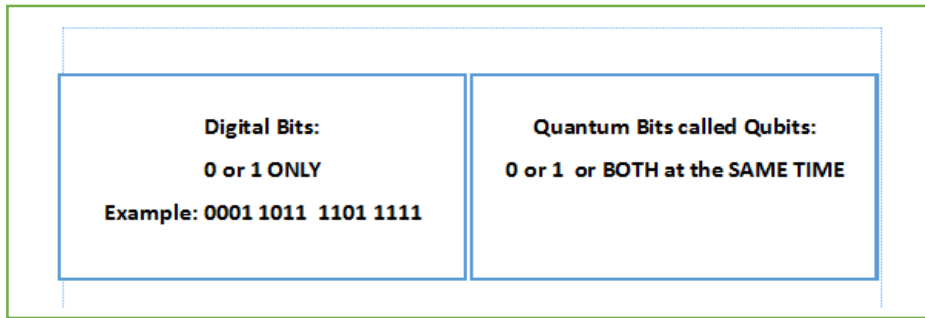 Digital Bits:
0 or 1 ONLY
Example: 0001 1011  1101 1111
Quantum Bits called Qubits:
0 or 1  or BOTH at the SAME TIME